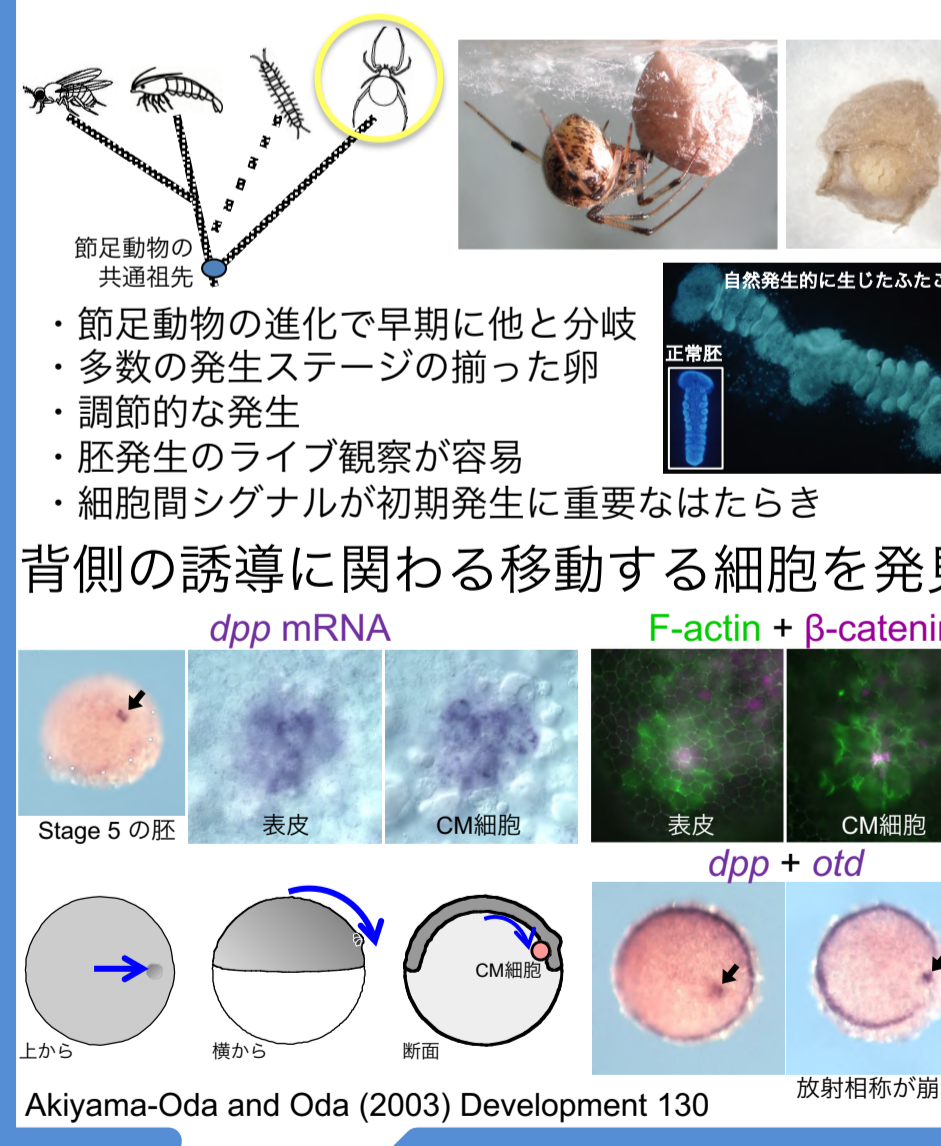 節足動物の
共通祖先
自然発生的に生じたふたご
正常胚
・節足動物の進化で早期に他と分岐
・多数の発生ステージの揃った卵
・調節的な発生
・胚発生のライブ観察が容易
・細胞間シグナルが初期発生に重要なはたらき
背側の誘導に関わる移動する細胞を発見
dpp mRNA
F-actin + β-catenin
Stage 5 の胚
表皮
CM細胞
表皮
CM細胞
dpp + otd
CM細胞
上から
横から
断面
放射相称が崩
Akiyama-Oda and Oda (2003) Development 130